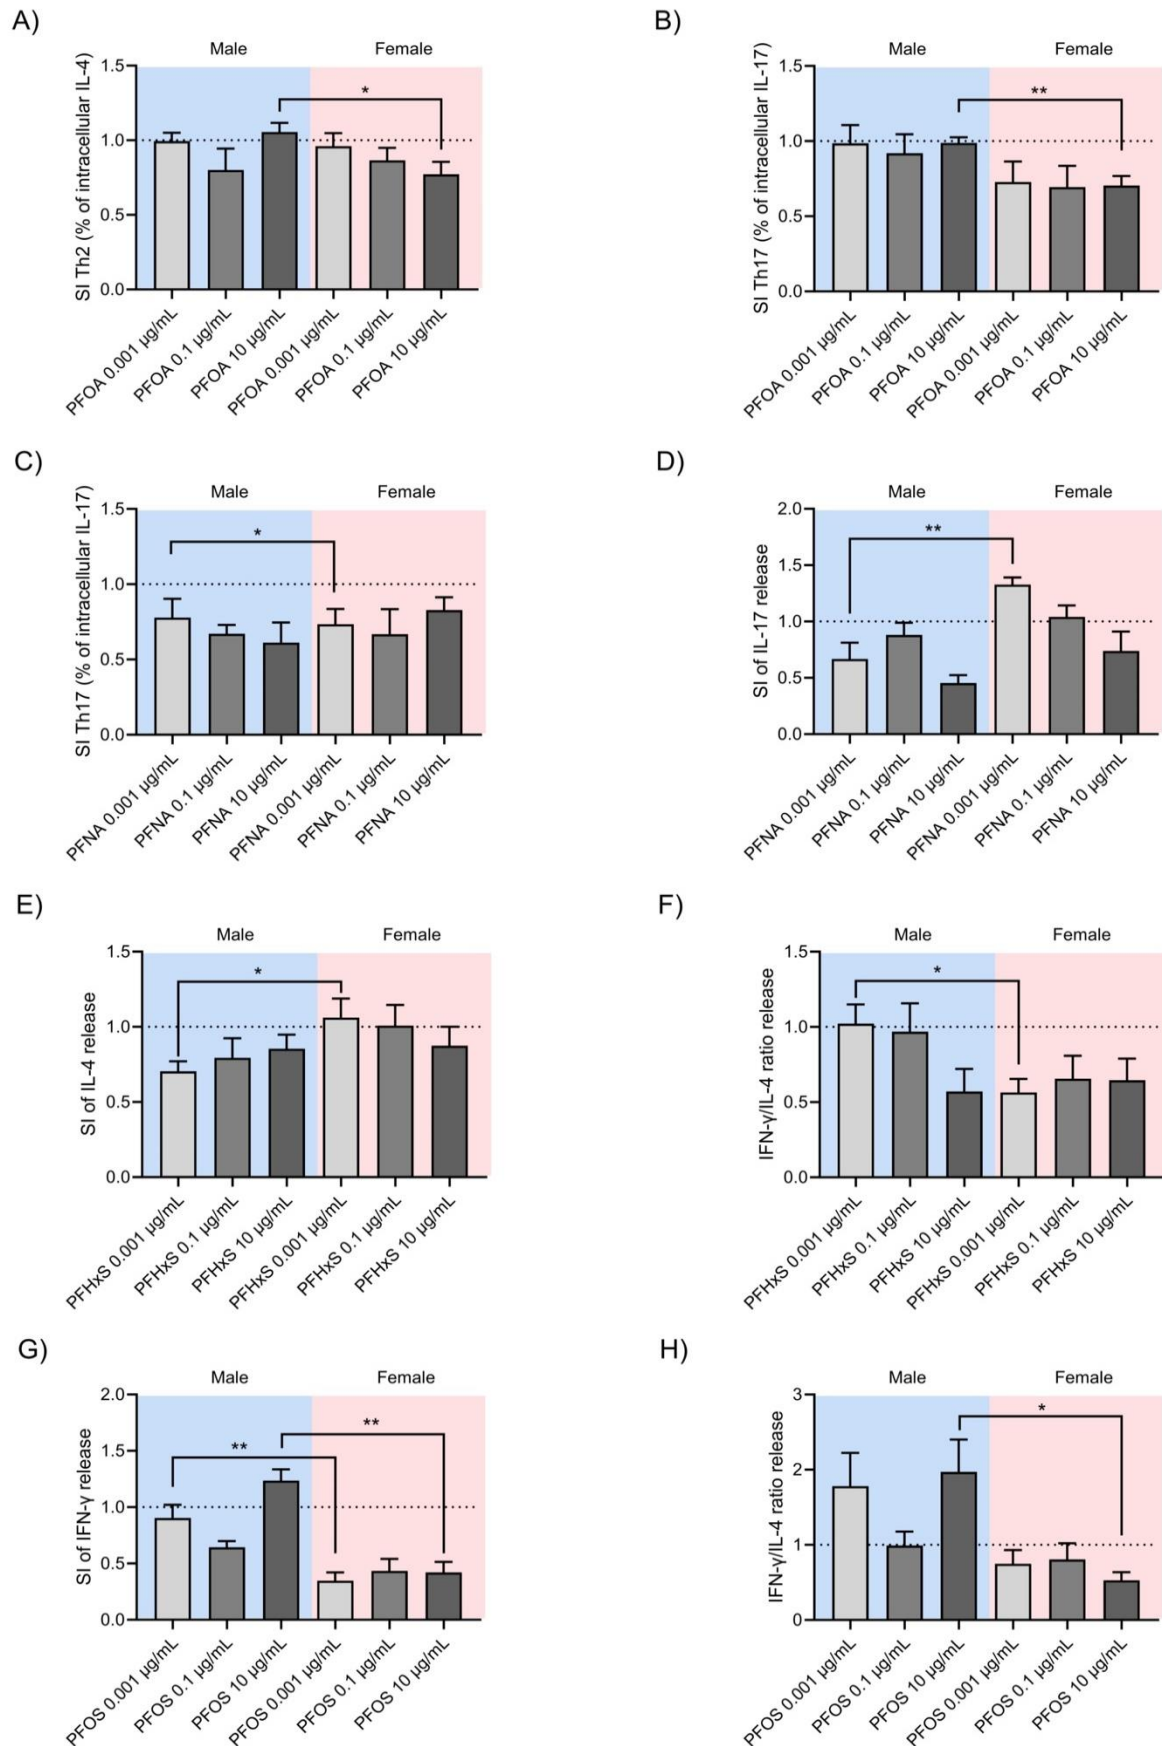 A)
Male Female
SI Th2 (% of intracellular IL-4)
1.5
*
1.0
0.5
0.0
PFOA 0.001 µg/mL
PFOA 0.1 µg/mL
PFOA 10 µg/mL
PFOA 0.001 µg/mL
PFOA 0.1 µg/mL
PFOA 10 µg/mL
B)
Male Female
SI Th17 (% of intracellular IL-17)
1.5
**
1.0
0.5
0.0
PFOA 0.001 µg/mL
PFOA 0.1 µg/mL
PFOA 10 µg/mL
PFOA 0.001 µg/mL
PFOA 0.1 µg/mL
PFOA 10 µg/mL
C)
Male Female
SI Th17 (% of intracellular IL-17)
1.5
*
1.0
0.5
0.0
PFNA 0.001 µg/mL
PFNA 0.1 µg/mL
PFNA 10 µg/mL
PFNA 0.001 µg/mL
PFNA 0.1 µg/mL
PFNA 10 µg/mL
D)
Male Female
SI of IL-17 release
2.0
**
1.5
1.0
0.5
0.0
PFNA 0.001 µg/mL
PFNA 0.1 µg/mL
PFNA 10 µg/mL
PFNA 0.001 µg/mL
PFNA 0.1 µg/mL
PFNA 10 µg/mL
E)
Male Female
SI of IL-4 release
1.5
*
1.0
0.5
0.0
PFHxS 0.001 µg/mL
PFHxS 0.1 µg/mL
PFHxS 10 µg/mL
PFHxS 0.001 µg/mL
PFHxS 0.1 µg/mL
PFHxS 10 µg/mL
F)
Male Female
IFN-γ/IL-4 ratio release
1.5
*
1.0
0.5
0.0
PFHxS 0.001 µg/mL
PFHxS 0.1 µg/mL
PFHxS 10 µg/mL
PFHxS 0.001 µg/mL
PFHxS 0.1 µg/mL
PFHxS 10 µg/mL
G)
Male Female
SI of IFN-γ release
2.0
**
**
1.5
1.0
0.5
0.0
PFOS 0.001 µg/mL
PFOS 0.1 µg/mL
PFOS 10 µg/mL
PFOS 0.001 µg/mL
PFOS 0.1 µg/mL
PFOS 10 µg/mL
H)
Male Female
IFN-γ/IL-4 ratio release
3
*
2
1
0
PFOS 0.001 µg/mL
PFOS 0.1 µg/mL
PFOS 10 µg/mL
PFOS 0.001 µg/mL
PFOS 0.1 µg/mL
PFOS 10 µg/mL